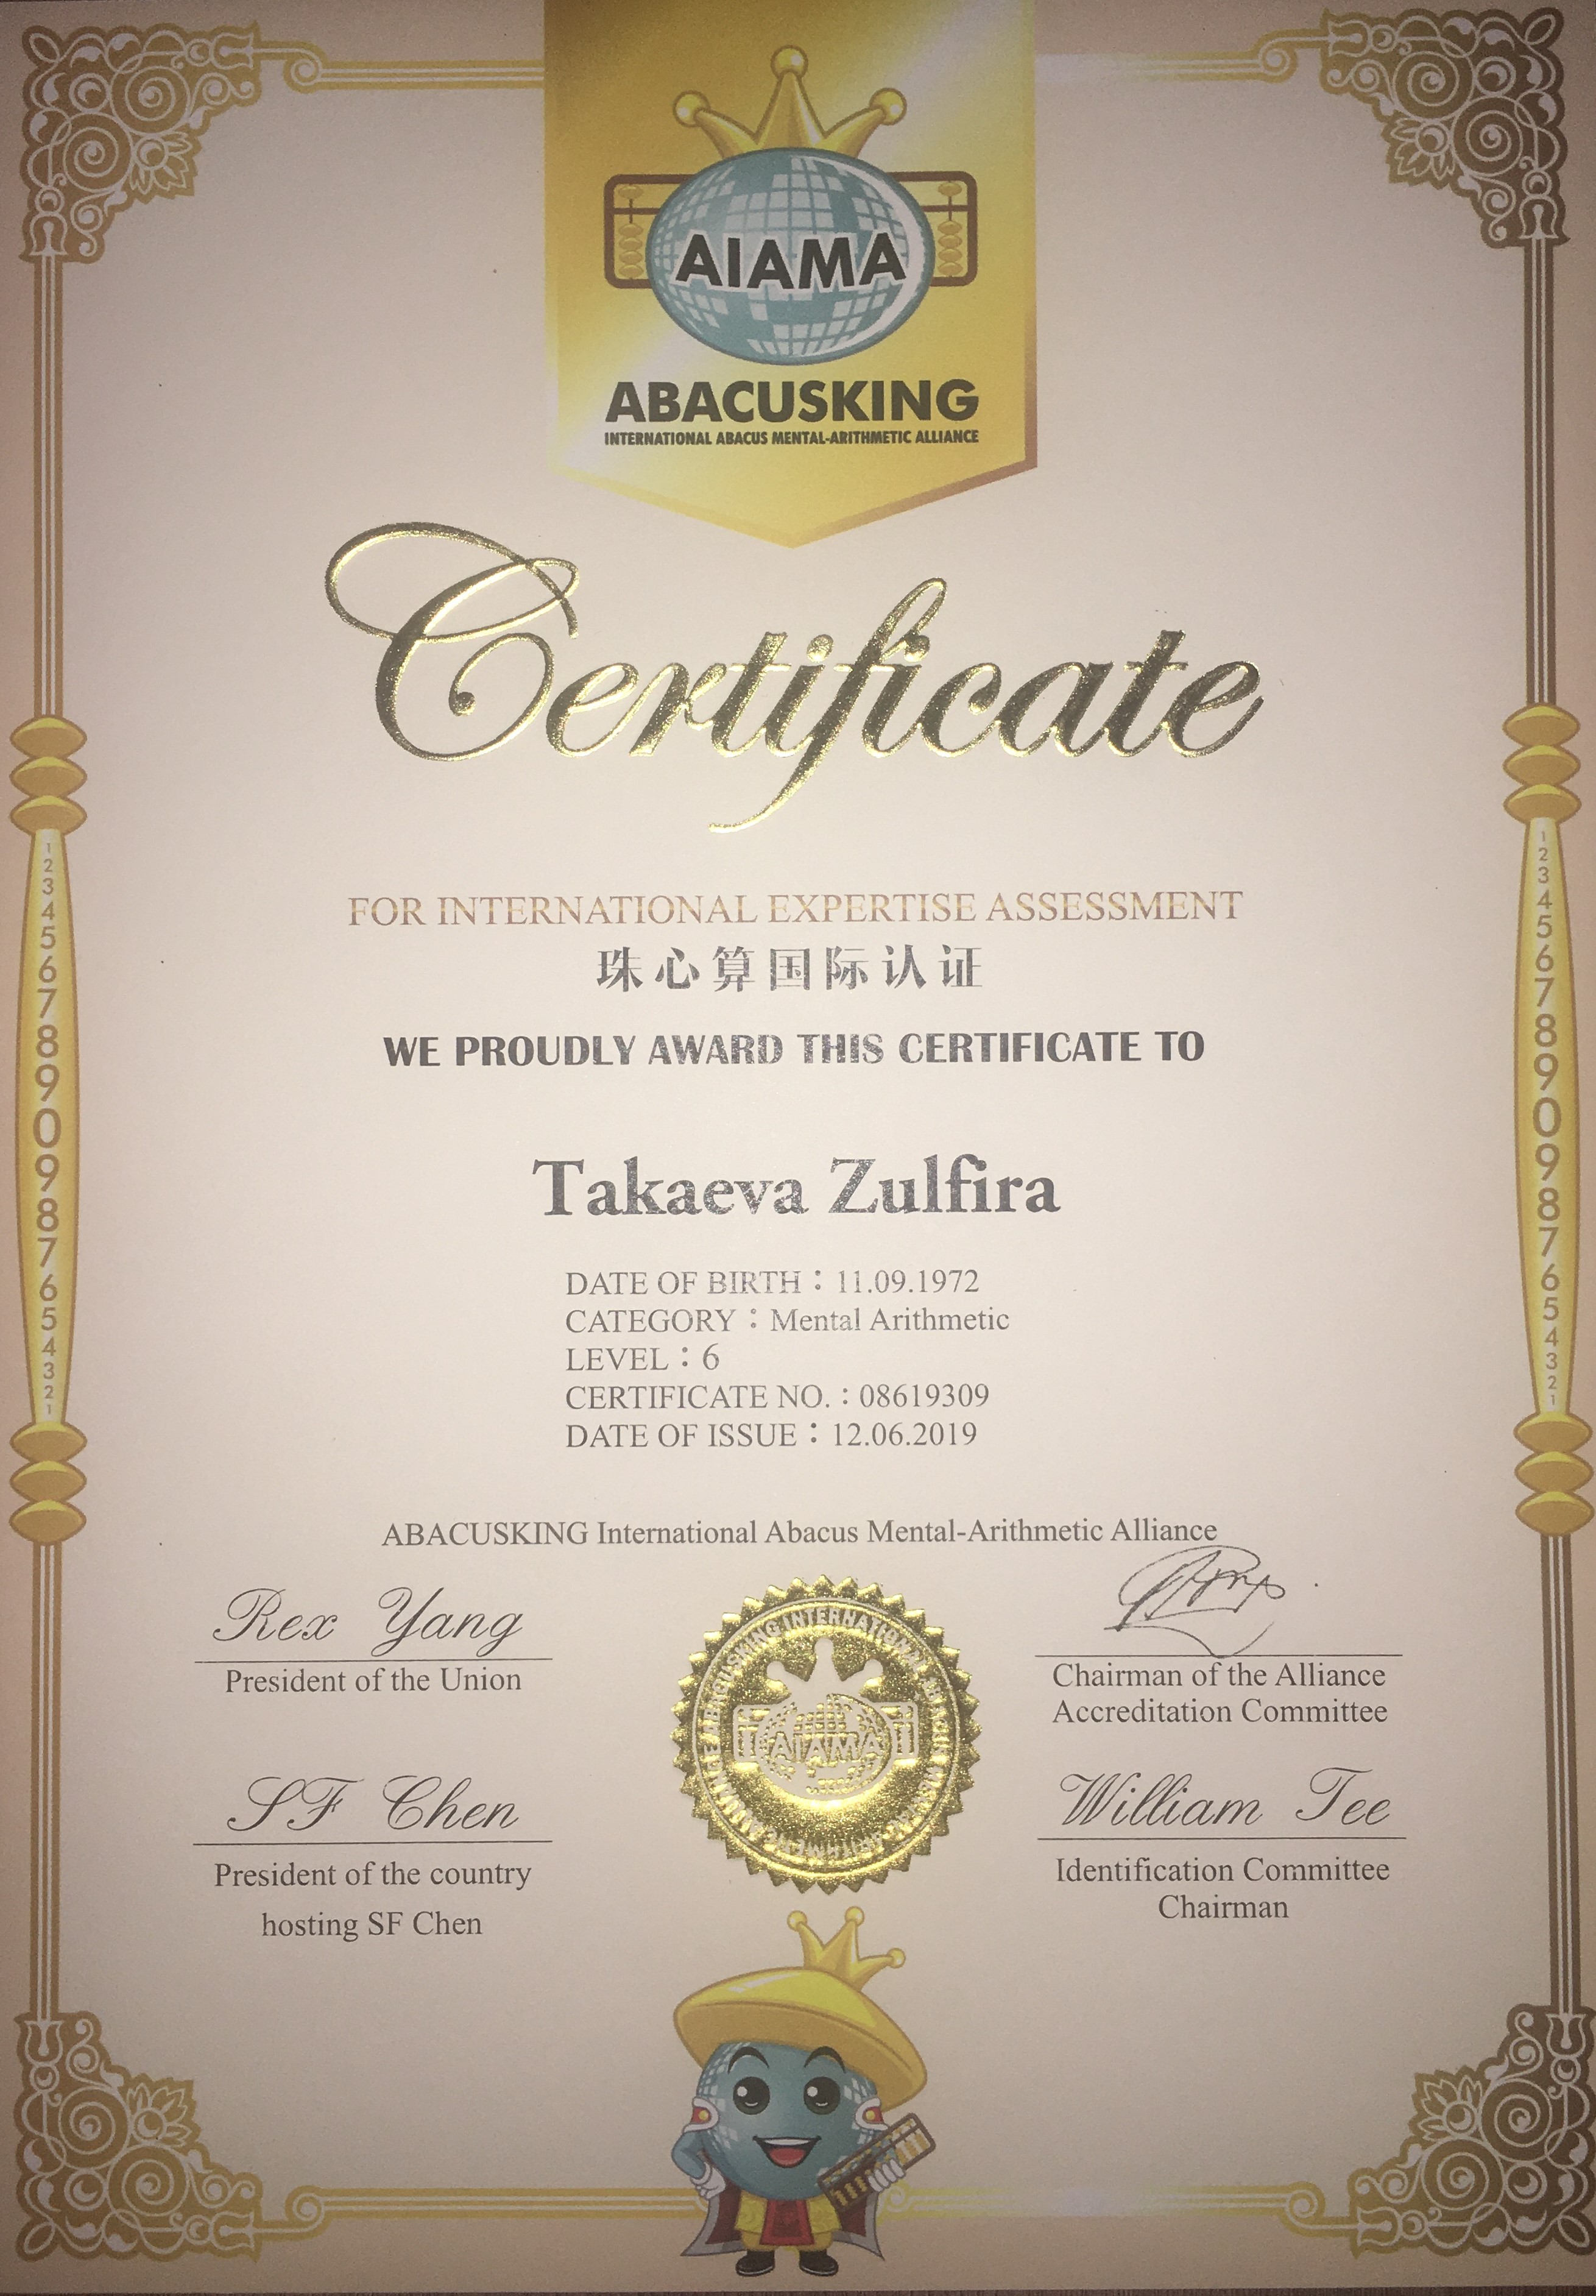 AIAMA
ABACUSKING
INTERNATIONAL ABACUS MENTAL-ARITHMETIC ALLIANCE
Certificate
FOR INTERNATIONAL EXPERTISE ASSESSMENT
珠心算国际认证
WE PROUDLY AWARD THIS CERTIFICATE TO
Takaeva Zulfira
DATE OF BIRTH : 11.09.1972
CATEGORY : Mental Arithmetic
LEVEL : 6
CERTIFICATE NO. : 08619309
DATE OF ISSUE : 12.06.2019
ABACUSKING International Abacus Mental-Arithmetic Alliance
Rex Yang
President of the Union
Chairman of the Alliance
Accreditation Committee
SF Chen
President of the country
hosting SF Chen
William Tee
Identification Committee
Chairman
ABACUSKING INTERNATIONAL
AIAMA
1234567890987654321
1234567890987654321